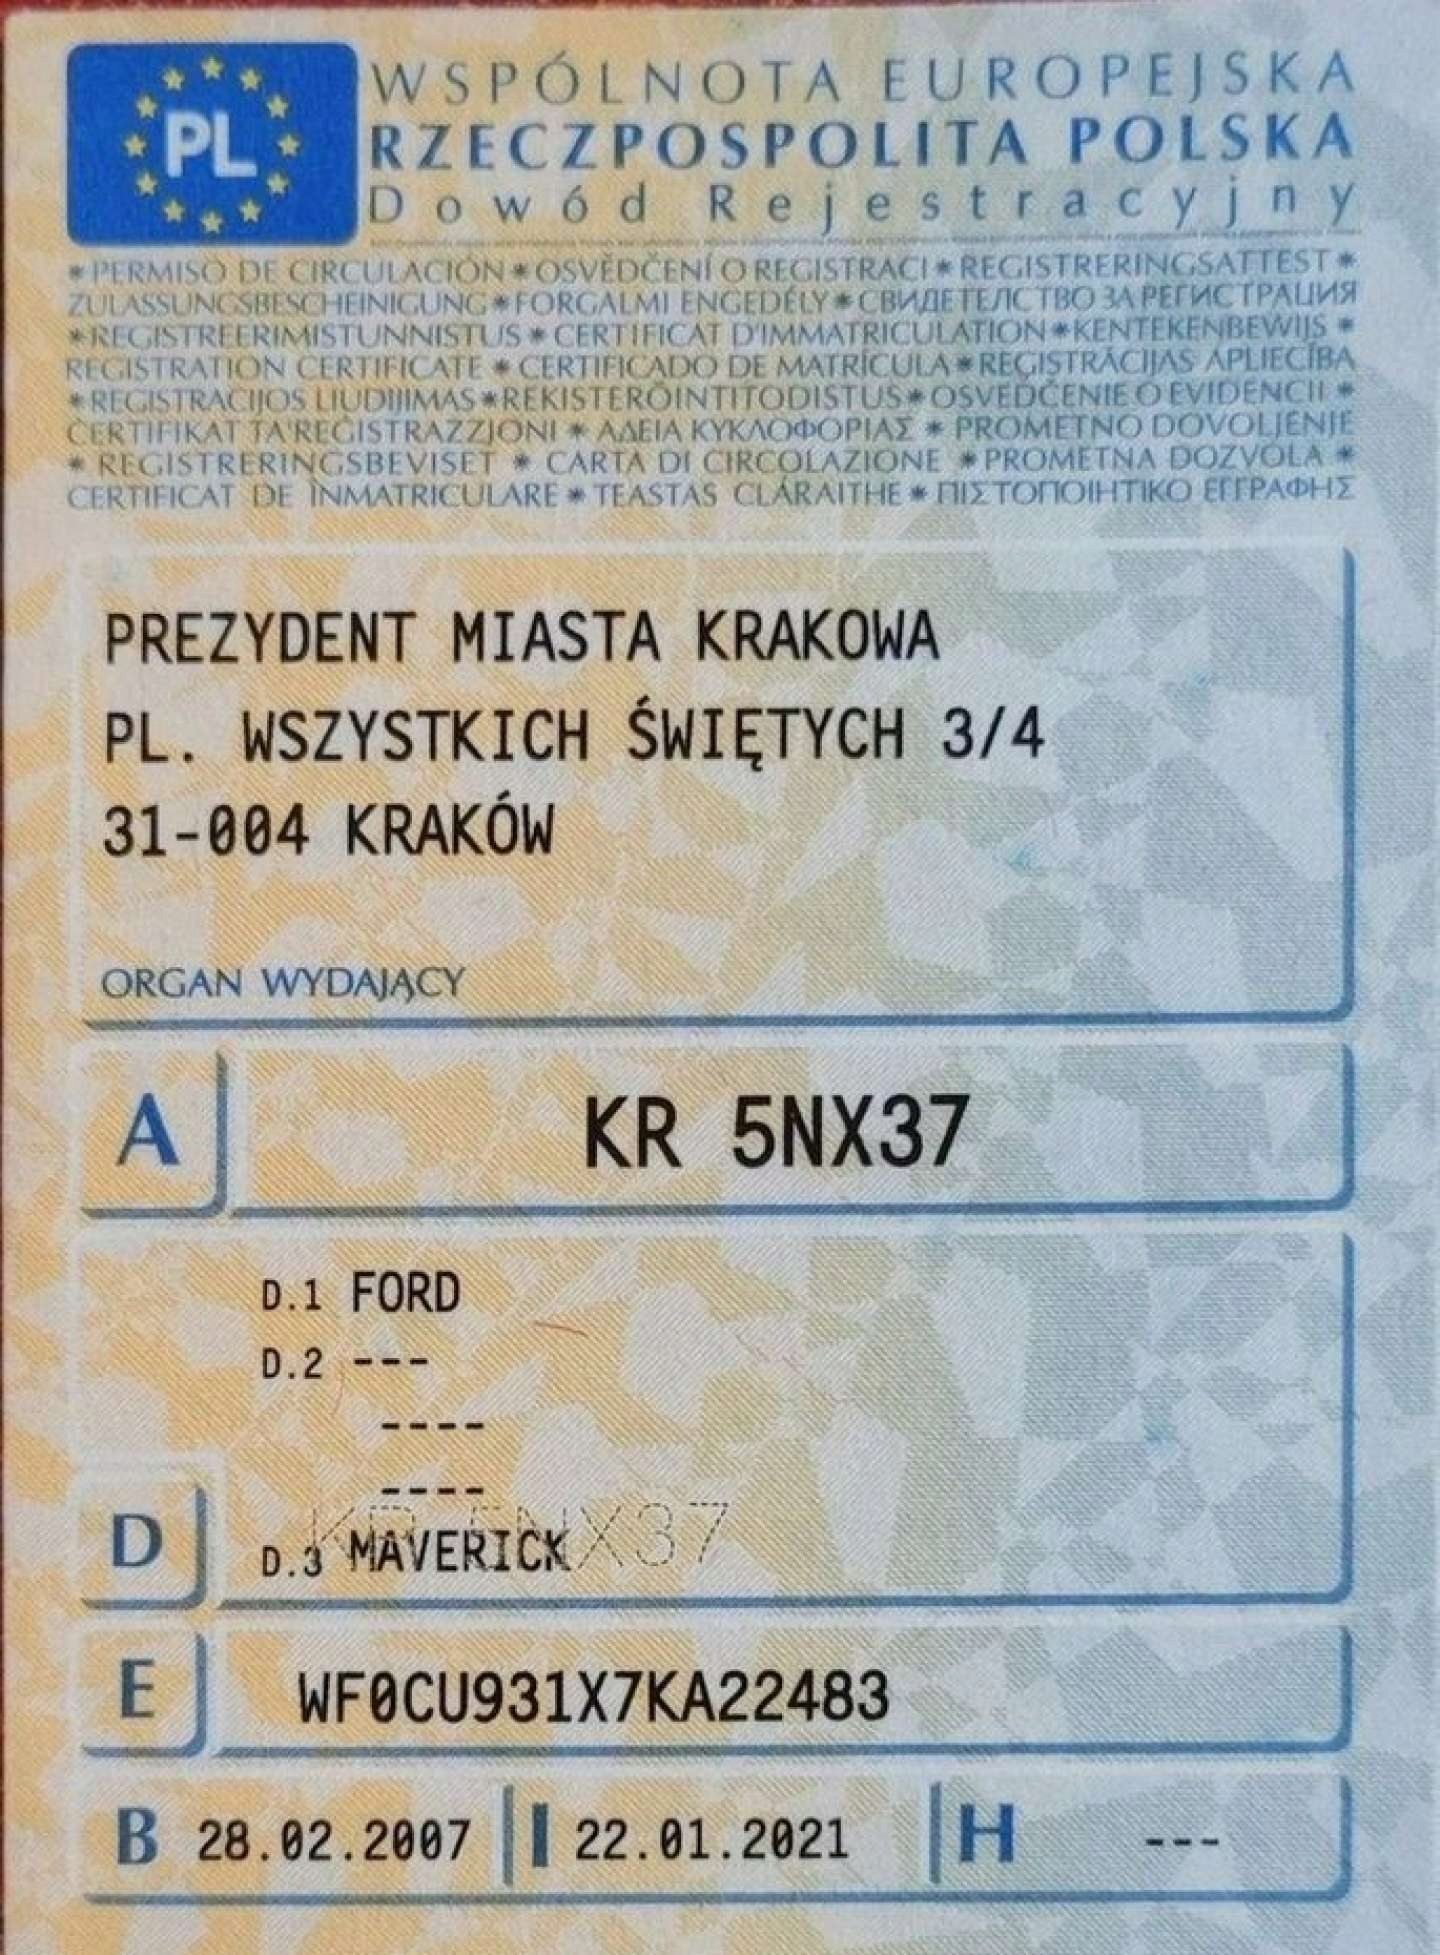 PL
WSPÓLNOTA EUROPEJSKA
RZECZPOSPOLITA POLSKA
Dowód Rejestracyjny
* PERMISO DE CIRCULACIÓN * OSVĚDČENÍ O REGISTRACI * REGISTRERINGSATTEST *
ZULASSUNGSBESCHEINIGUNG * FORGALMI ENGEDÉLY * СВИДЕТЕЛСТВО ЗА РЕГИСТРАЦИЯ
* REGISTREERIMISTUNNISTUS * CERTIFICAT D'IMMATRICULATION * KENTEKENBEWIJS *
REGISTRATION CERTIFICATE * CERTIFICADO DE MATRÍCULA * REĢISTRĀCIJAS APLIECĪBA
* REGISTRACIJOS LIUDIJIMAS * REKISTERÖINTITODISTUS * OSVEDČENIE O EVIDENCII *
ĊERTIFIKAT TA'REĠISTRAZZJONI * ΑΔΕΙΑ ΚΥΚΛΟΦΟΡΙΑΣ * PROMETNO DOVOLJENJE
* REGISTRERINGSBEVISET * CARTA DI CIRCOLAZIONE * PROMETNA DOZVOLA *
CERTIFICAT DE ÎNMATRICULARE * TEASTAS CLÁRAITHE * ΠΙΣΤΟΠΟΙΗΤΙΚΟ ΕΓΓΡΑΦΗΣ
PREZYDENT MIASTA KRAKOWA
PL. WSZYSTKICH ŚWIĘTYCH 3/4
31-004 KRAKÓW
ORGAN WYDAJĄCY
A KR 5NX37
D.1 FORD
D.2 ---
----
----
KR 5NX37
D D.3 MAVERICK
E WF0CU931X7KA22483
B 28.02.2007 I 22.01.2021 H ---